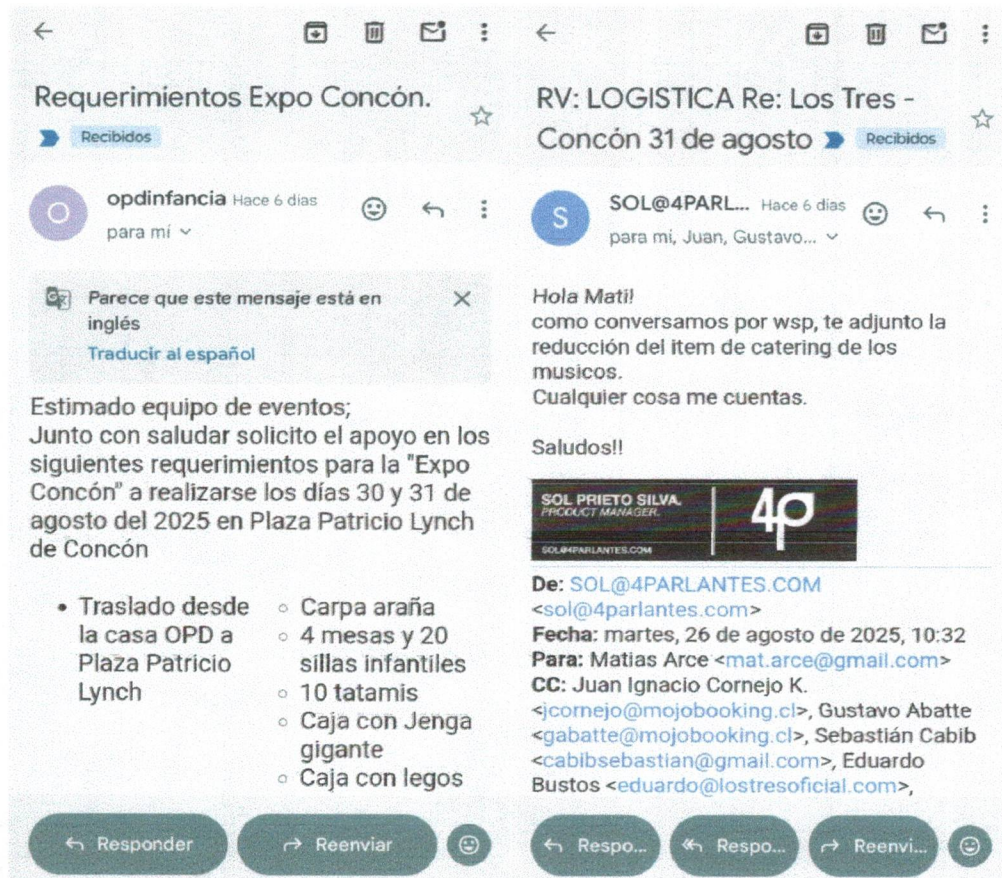 Requerimientos Expo Concón.
Recibidos
O
opdinfancia Hace 6 días
para mí
Parece que este mensaje está en
inglés
Traducir al español
Estimado equipo de eventos;
Junto con saludar solicito el apoyo en los
siguientes requerimientos para la "Expo
Concón" a realizarse los días 30 y 31 de
agosto del 2025 en Plaza Patricio Lynch
de Concón
• Traslado desde
la casa OPD a
Plaza Patricio
Lynch
◦ Carpa araña
◦ 4 mesas y 20
sillas infantiles
◦ 10 tatamis
◦ Caja con Jenga
gigante
◦ Caja con legos
Responder
Reenviar
RV: LOGISTICA Re: Los Tres -
Concón 31 de agosto
Recibidos
S
SOL@4PARL... Hace 6 días
para mí, Juan, Gustavo...
Hola Mati!
como conversamos por wsp, te adjunto la
reducción del item de catering de los
musicos.
Cualquier cosa me cuentas.
Saludos!!
SOL PRIETO SILVA.
PRODUCT MANAGER.
SOL@4PARLANTES.COM
4p
De: SOL@4PARLANTES.COM
<sol@4parlantes.com>
Fecha: martes, 26 de agosto de 2025, 10:32
Para: Matias Arce <mat.arce@gmail.com>
CC: Juan Ignacio Cornejo K.
<jcornejo@mojobooking.cl>, Gustavo Abatte
<gabatte@mojobooking.cl>, Sebastián Cabib
<cabibsebastian@gmail.com>, Eduardo
Bustos <eduardo@lostresoficial.com>,
Respo...
Respo...
Reenvi...